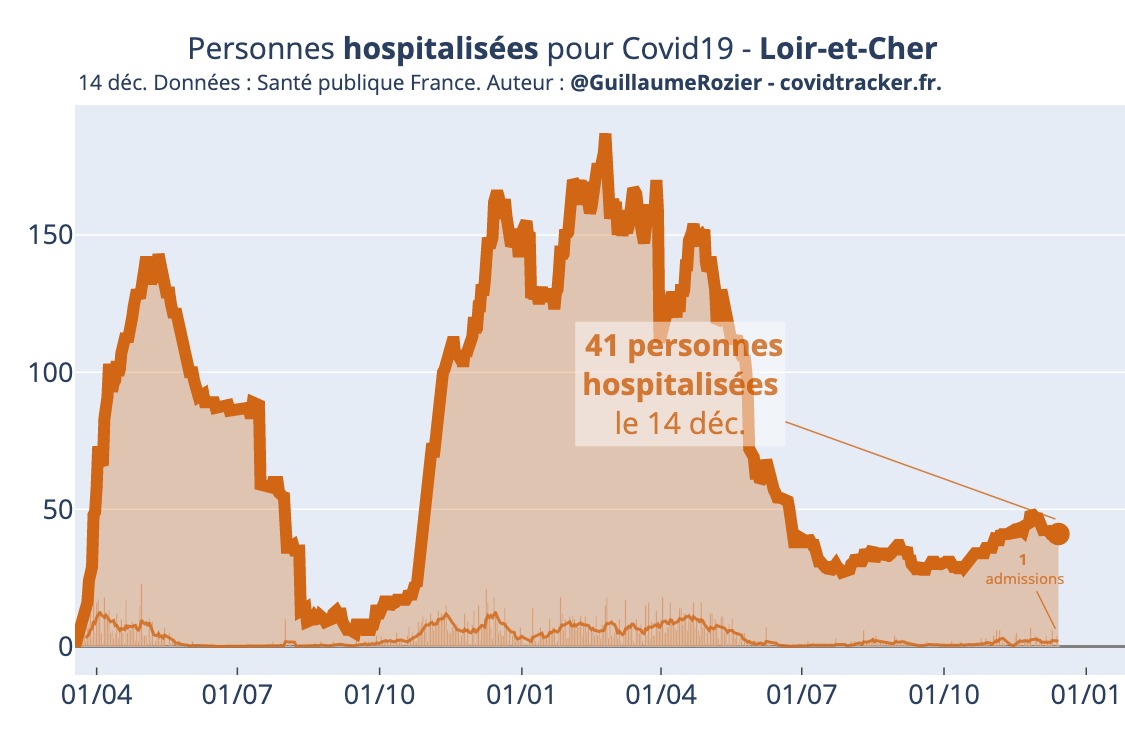 Personnes hospitalisées pour Covid19 - Loir-et-Cher
14 déc. Données : Santé publique France. Auteur : @GuillaumeRozier - covidtracker.fr.
150
100
50
0
41 personnes
hospitalisées
le 14 déc.
1
admissions
01/04 01/07 01/10 01/01 01/04 01/07 01/10 01/01